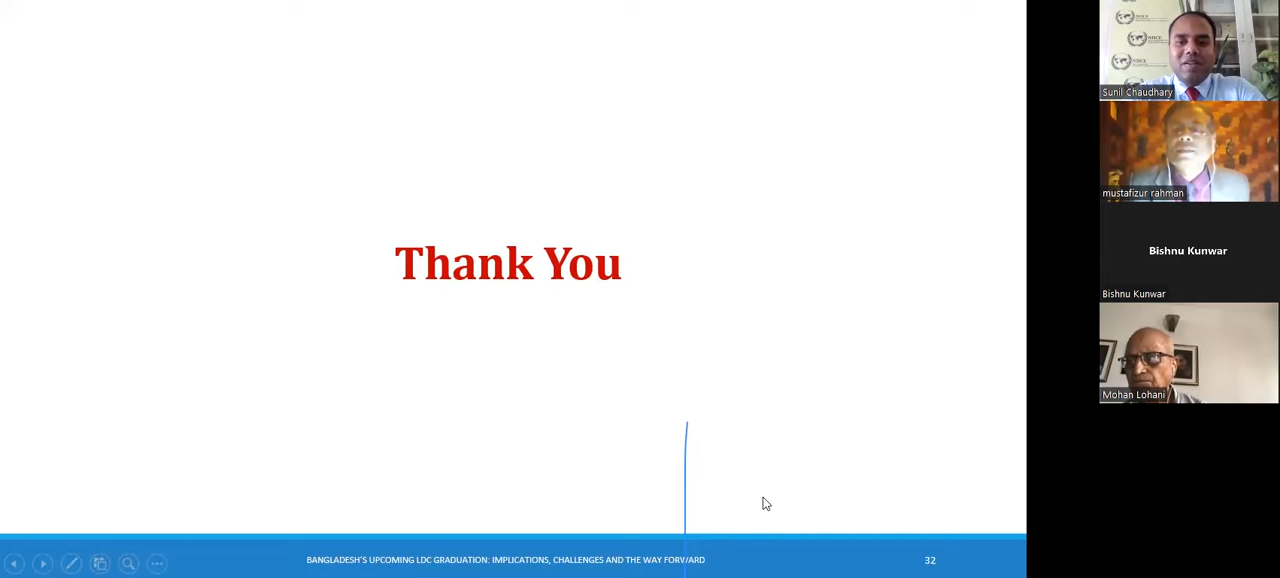 Thank You
BANGLADESH'S UPCOMING LDC GRADUATION: IMPLICATIONS, CHALLENGES AND THE WAY FORWARD
32
Sunil Chaudhary
mustafizur rahman
Bishnu Kunwar
Bishnu Kunwar
Mohan Lohani